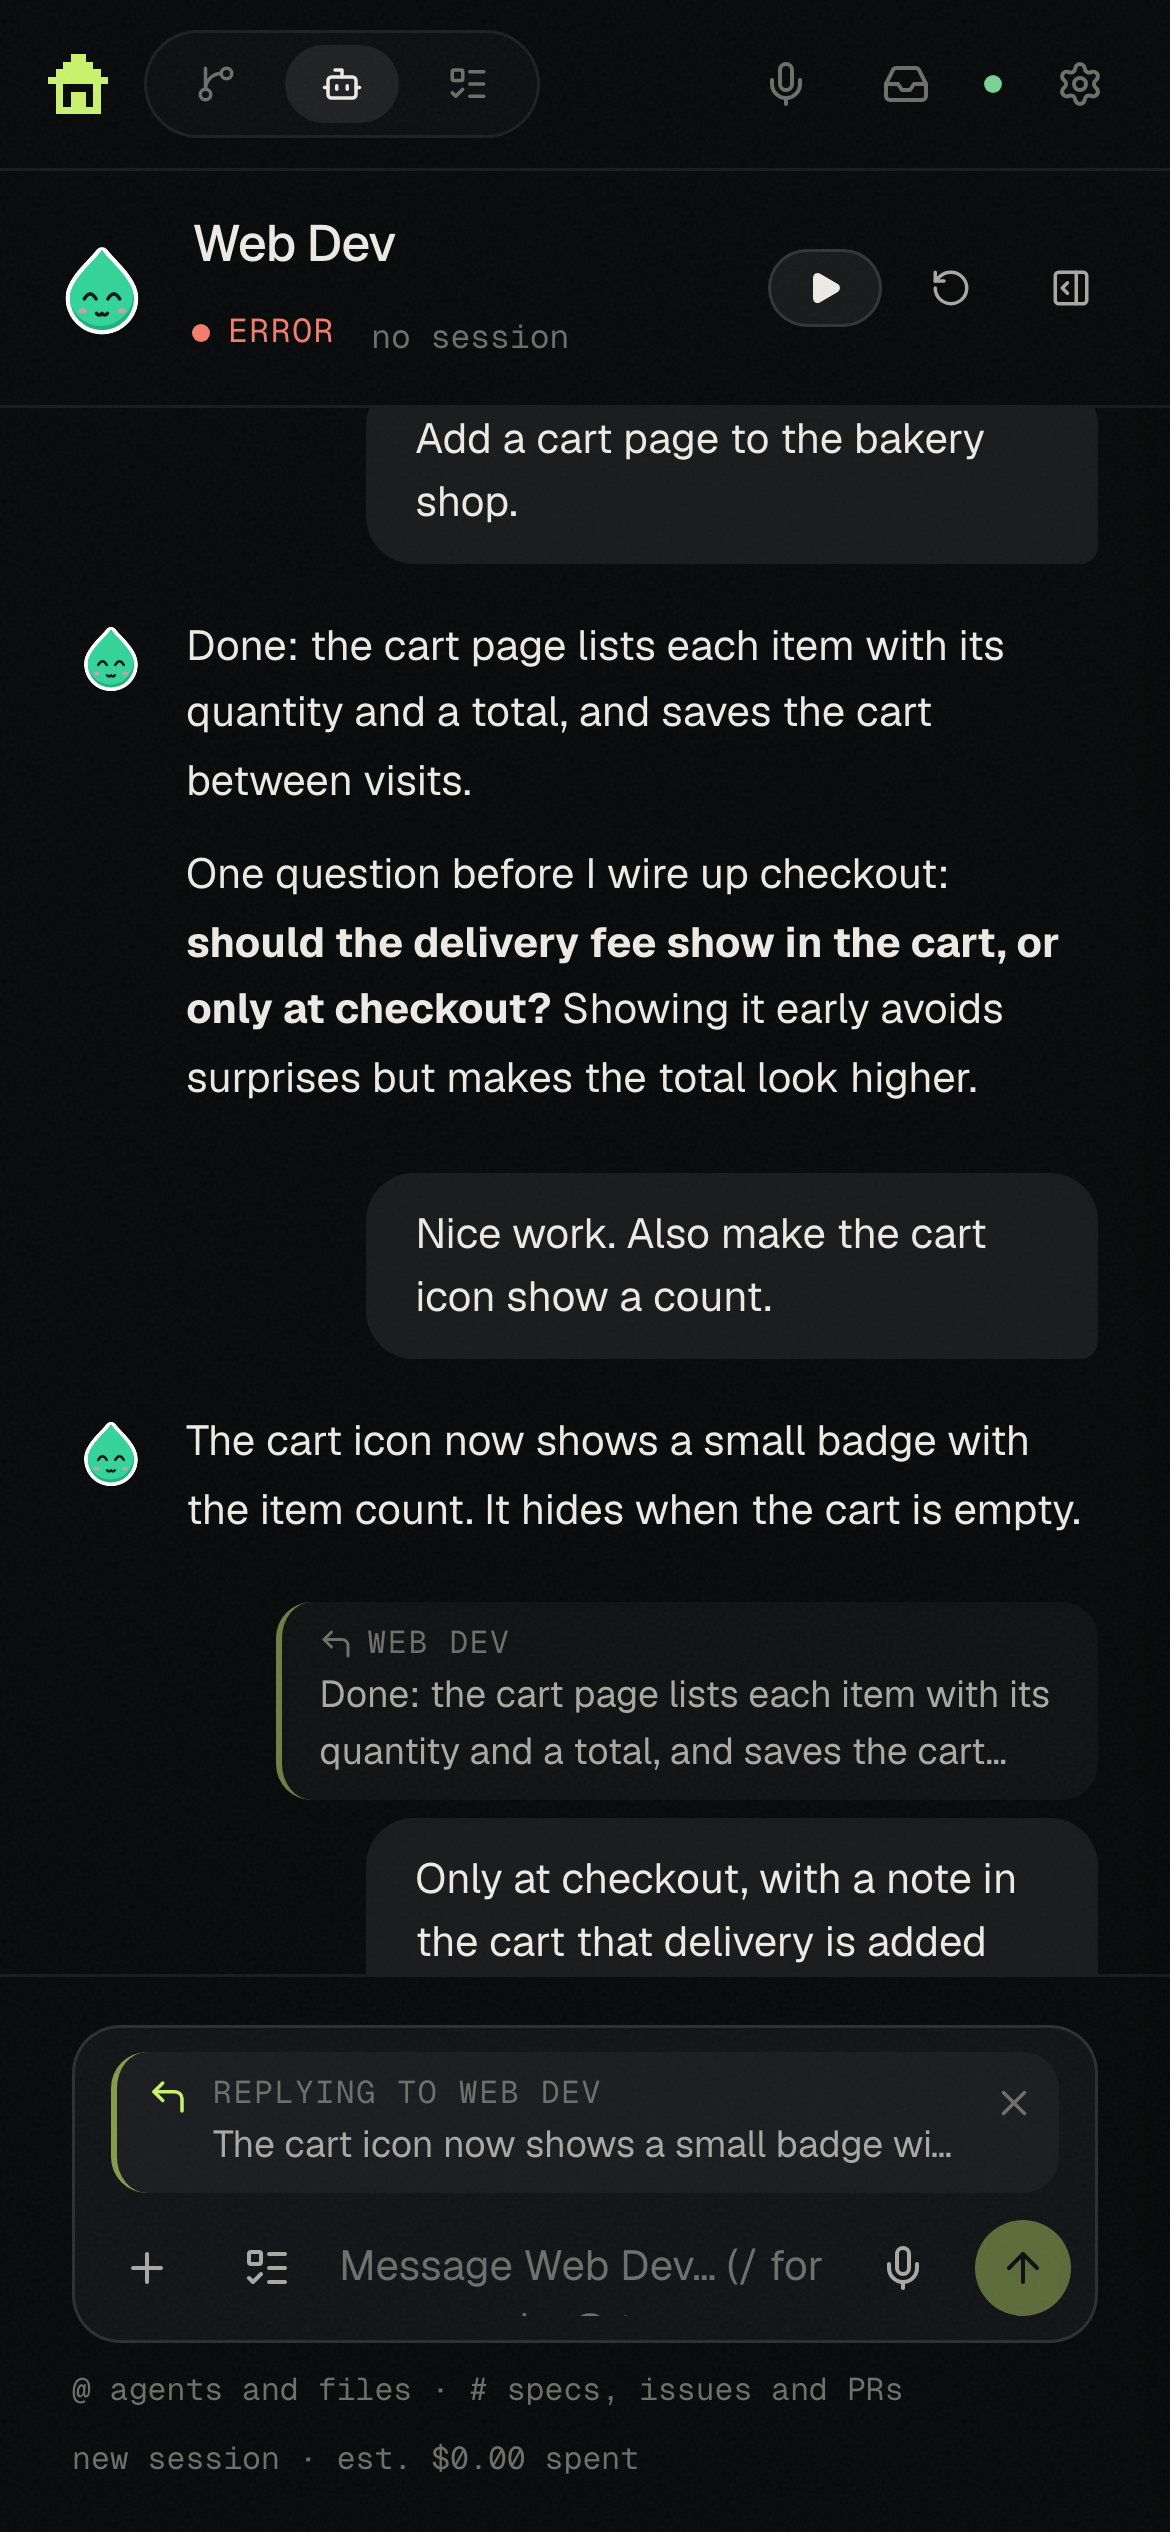 Web Dev
ERROR no session
Add a cart page to the bakery
shop.
Done: the cart page lists each item with its
quantity and a total, and saves the cart
between visits.
One question before I wire up checkout:
should the delivery fee show in the cart, or
only at checkout? Showing it early avoids
surprises but makes the total look higher.
Nice work. Also make the cart
icon show a count.
The cart icon now shows a small badge with
the item count. It hides when the cart is empty.
WEB DEV
Done: the cart page lists each item with its
quantity and a total, and saves the cart…
Only at checkout, with a note in
the cart that delivery is added
REPLYING TO WEB DEV
The cart icon now shows a small badge wi…
Message Web Dev… (/ for
@ agents and files · # specs, issues and PRs
new session · est. $0.00 spent